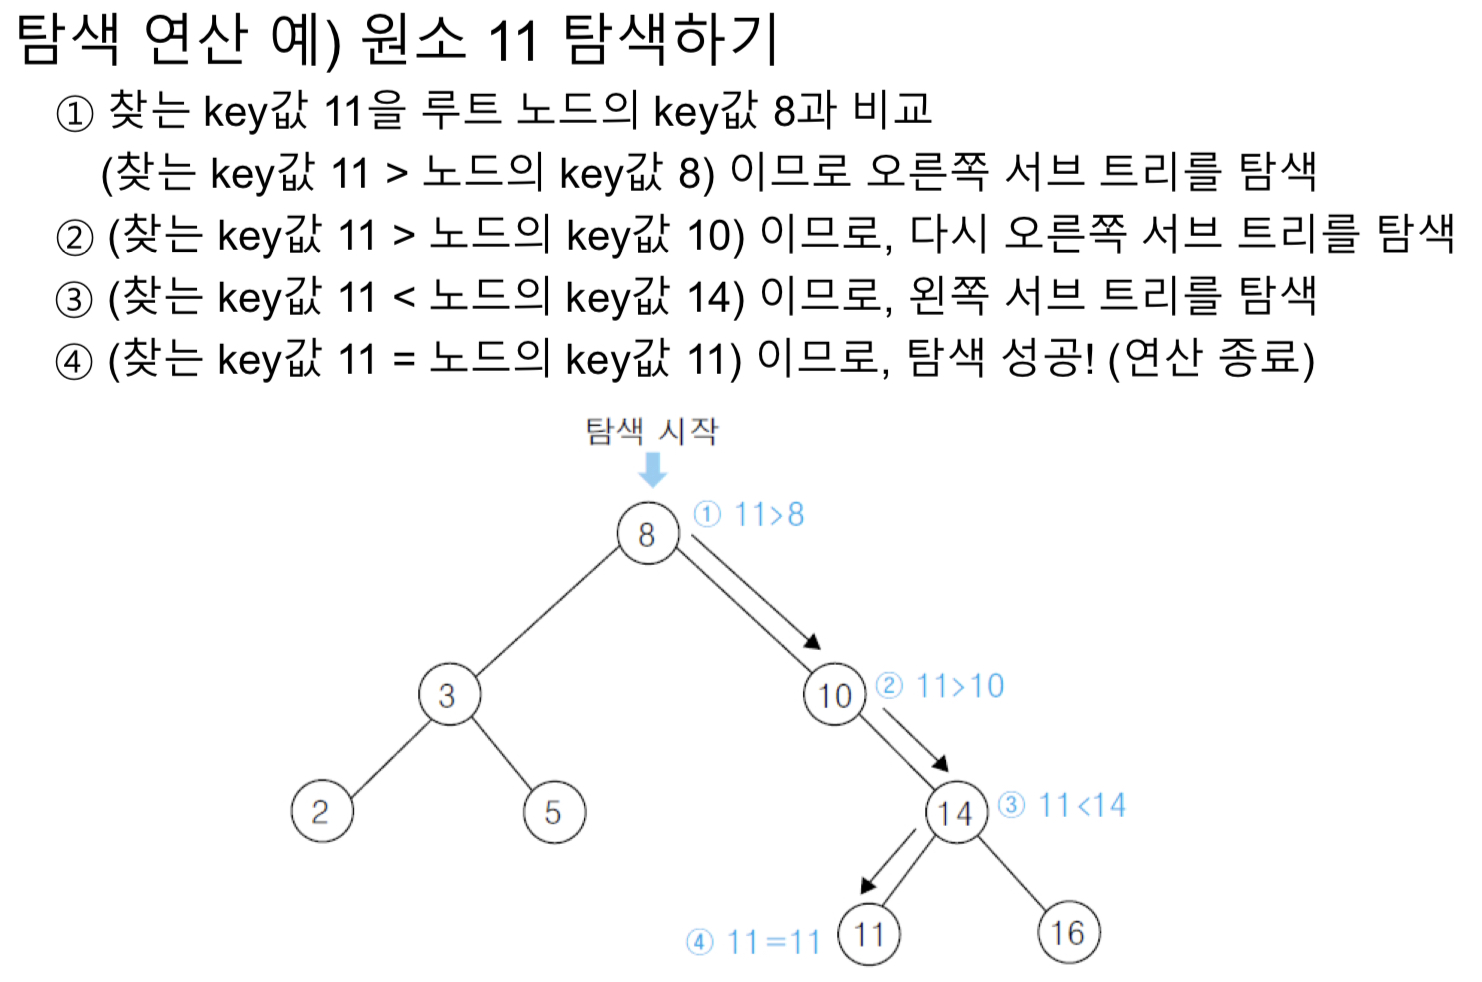 탐색 연산 예) 원소 11 탐색하기
① 찾는 key값 11을 루트 노드의 key값 8과 비교
(찾는 key값 11 > 노드의 key값 8) 이므로 오른쪽 서브 트리를 탐색
② (찾는 key값 11 > 노드의 key값 10) 이므로, 다시 오른쪽 서브 트리를 탐색
③ (찾는 key값 11 < 노드의 key값 14) 이므로, 왼쪽 서브 트리를 탐색
④ (찾는 key값 11 = 노드의 key값 11) 이므로, 탐색 성공! (연산 종료)
탐색 시작
8 ① 11>8
3 10 ② 11>10
2 5 14 ③ 11<14
④ 11=11 11 16